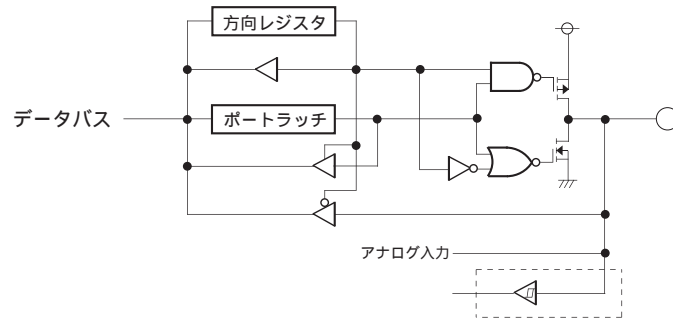 方向レジスタ
データバス
ポートラッチ
アナログ入力